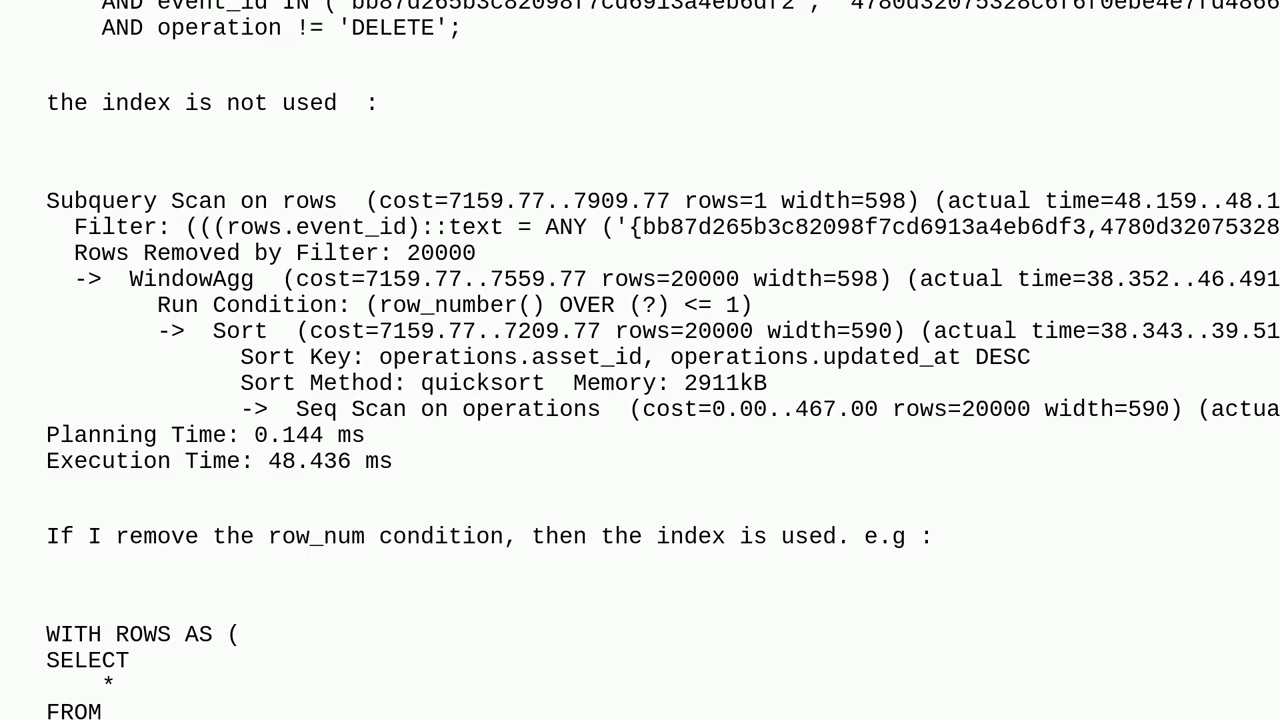 AND event_id IN ('bb87d265b3c82098f7cd6913a4eb6df2', '4780d32075328c6f6f0ebe4e7fd4866
AND operation != 'DELETE';
the index is not used :
Subquery Scan on rows (cost=7159.77..7909.77 rows=1 width=598) (actual time=48.159..48.1
Filter: (((rows.event_id)::text = ANY ('{bb87d265b3c82098f7cd6913a4eb6df3,4780d32075328
Rows Removed by Filter: 20000
-> WindowAgg (cost=7159.77..7559.77 rows=20000 width=598) (actual time=38.352..46.491
Run Condition: (row_number() OVER (?) <= 1)
-> Sort (cost=7159.77..7209.77 rows=20000 width=590) (actual time=38.343..39.51
Sort Key: operations.asset_id, operations.updated_at DESC
Sort Method: quicksort Memory: 2911kB
-> Seq Scan on operations (cost=0.00..467.00 rows=20000 width=590) (actua
Planning Time: 0.144 ms
Execution Time: 48.436 ms
If I remove the row_num condition, then the index is used. e.g :
WITH ROWS AS (
SELECT
*
FROM